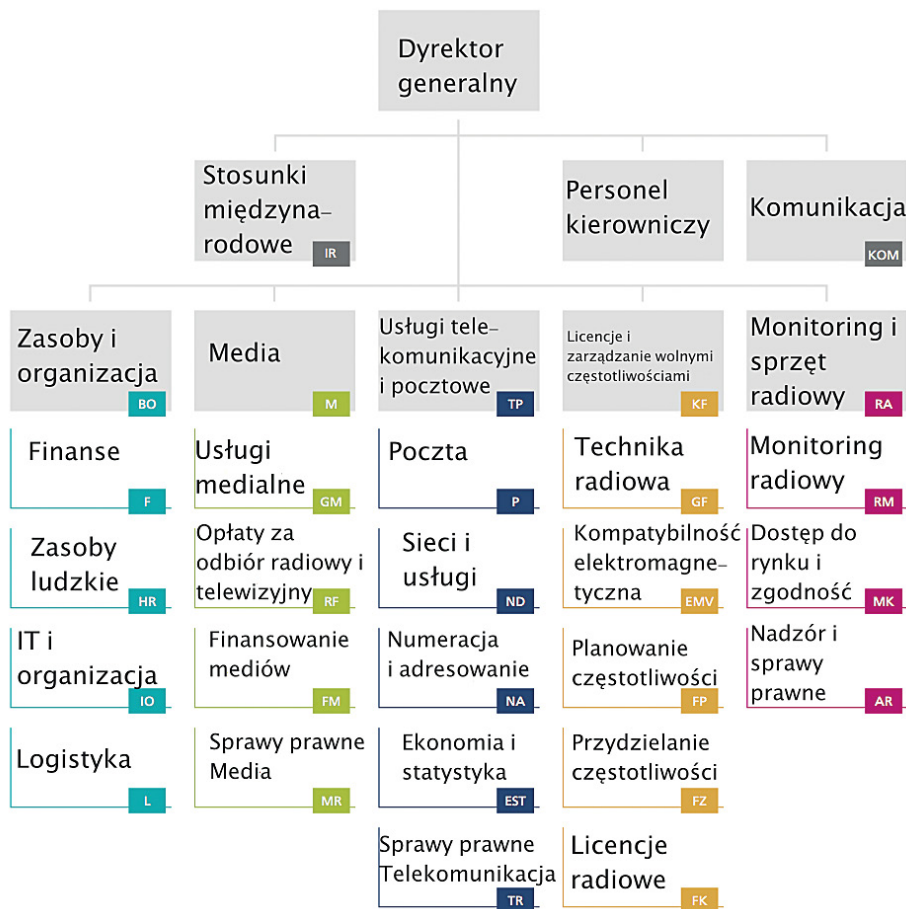 Dyrektor
generalny
Stosunki
międzyna-
rodowe
IR
Personel
kierowniczy
Komunikacja
KOM
Zasoby i
organizacja
BO
Media
M
Usługi tele-
komunikacyjne
i pocztowe
TP
Licencje i
zarządzanie wolnymi
częstotliwościami
KF
Monitoring i
sprzęt
radiowy
RA
Finanse
F
Usługi
medialne
GM
Poczta
P
Technika
radiowa
GF
Monitoring
radiowy
RM
Zasoby
ludzkie
HR
Opłaty za
odbiór radiowy i
telewizyjny
RF
Sieci i
usługi
ND
Kompatybilność
elektromagne-
tyczna
EMV
Dostęp do
rynku i
zgodność
MK
IT i
organizacja
IO
Finansowanie
mediów
FM
Numeracja
i adresowanie
NA
Planowanie
częstotliwości
FP
Nadzór i
sprawy
prawne
AR
Logistyka
L
Sprawy prawne
Media
MR
Ekonomia i
statystyka
EST
Przydzielanie
częstotliwości
FZ
Sprawy prawne
Telekomunikacja
TR
Licencje
radiowe
FK